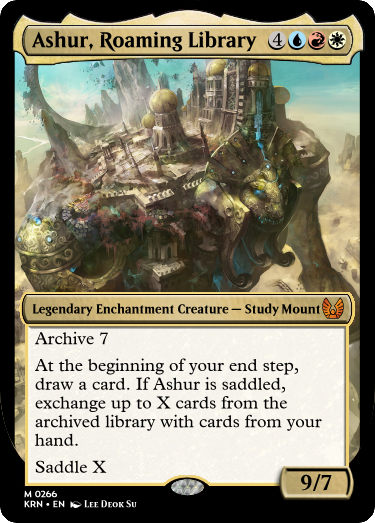 Ashur, Roaming Library 4
Legendary Enchantment Creature — Study Mount
Archive 7
At the beginning of your end step,
draw a card. If Ashur is saddled,
exchange up to X cards from the
archived library with cards from your
hand.
Saddle X
9/7
M 0266
KRN • EN Lee Deok Su